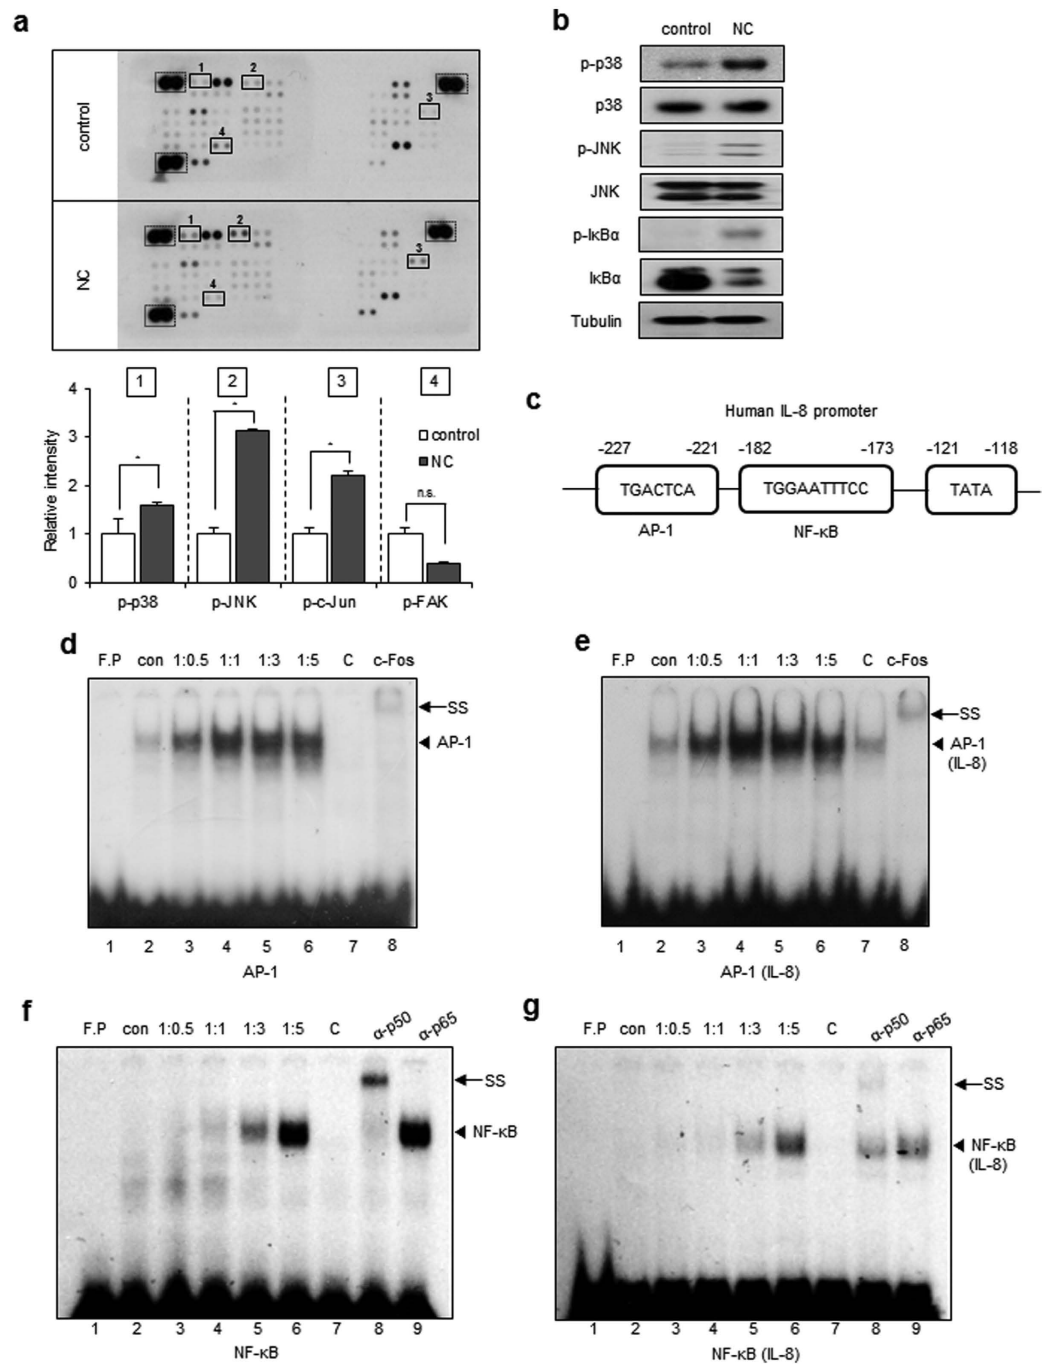 a
control
1
2
3
4
NC
1
2
3
4
1
2
3
4
Relative intensity
4
3
2
1
0
control
NC
n.s.
p-p38
p-JNK
p-c-Jun
p-FAK
b
control NC
p-p38
p38
p-JNK
JNK
p-IκBα
IκBα
Tubulin
c
Human IL-8 promoter
-227 -221 -182 -173 -121 -118
TGACTCA TGGAATTTCC TATA
AP-1 NF-κB
d
F.P con 1:0.5 1:1 1:3 1:5 C c-Fos
SS
AP-1
1 2 3 4 5 6 7 8
AP-1
e
F.P con 1:0.5 1:1 1:3 1:5 C c-Fos
SS
AP-1
(IL-8)
1 2 3 4 5 6 7 8
AP-1 (IL-8)
f
F.P con 1:0.5 1:1 1:3 1:5 C α-p50 α-p65
SS
NF-κB
1 2 3 4 5 6 7 8 9
NF-κB
g
F.P con 1:0.5 1:1 1:3 1:5 C α-p50 α-p65
SS
NF-κB
(IL-8)
1 2 3 4 5 6 7 8 9
NF-κB (IL-8)